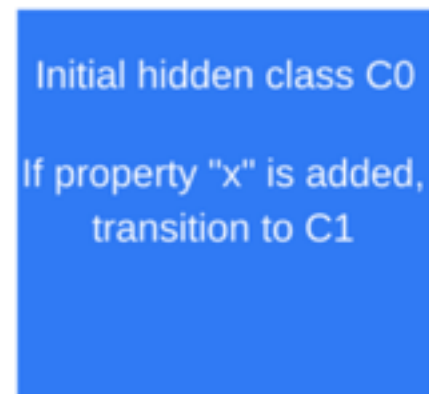 Initial hidden class C0
If property "x" is added,
transition to C1